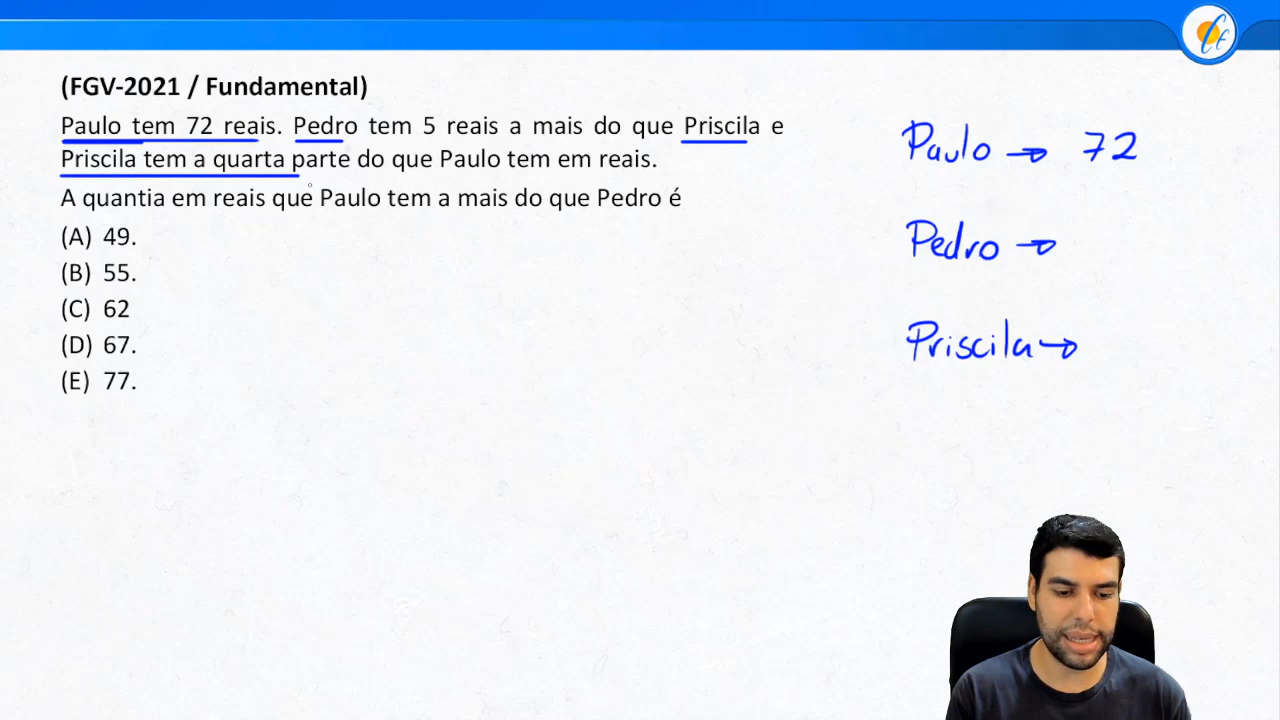 (FGV-2021 / Fundamental)
Paulo tem 72 reais. Pedro tem 5 reais a mais do que Priscila e
Priscila tem a quarta parte do que Paulo tem em reais.
A quantia em reais que Paulo tem a mais do que Pedro é
(A) 49.
(B) 55.
(C) 62
(D) 67.
(E) 77.
Paulo → 72
Pedro →
Priscila →